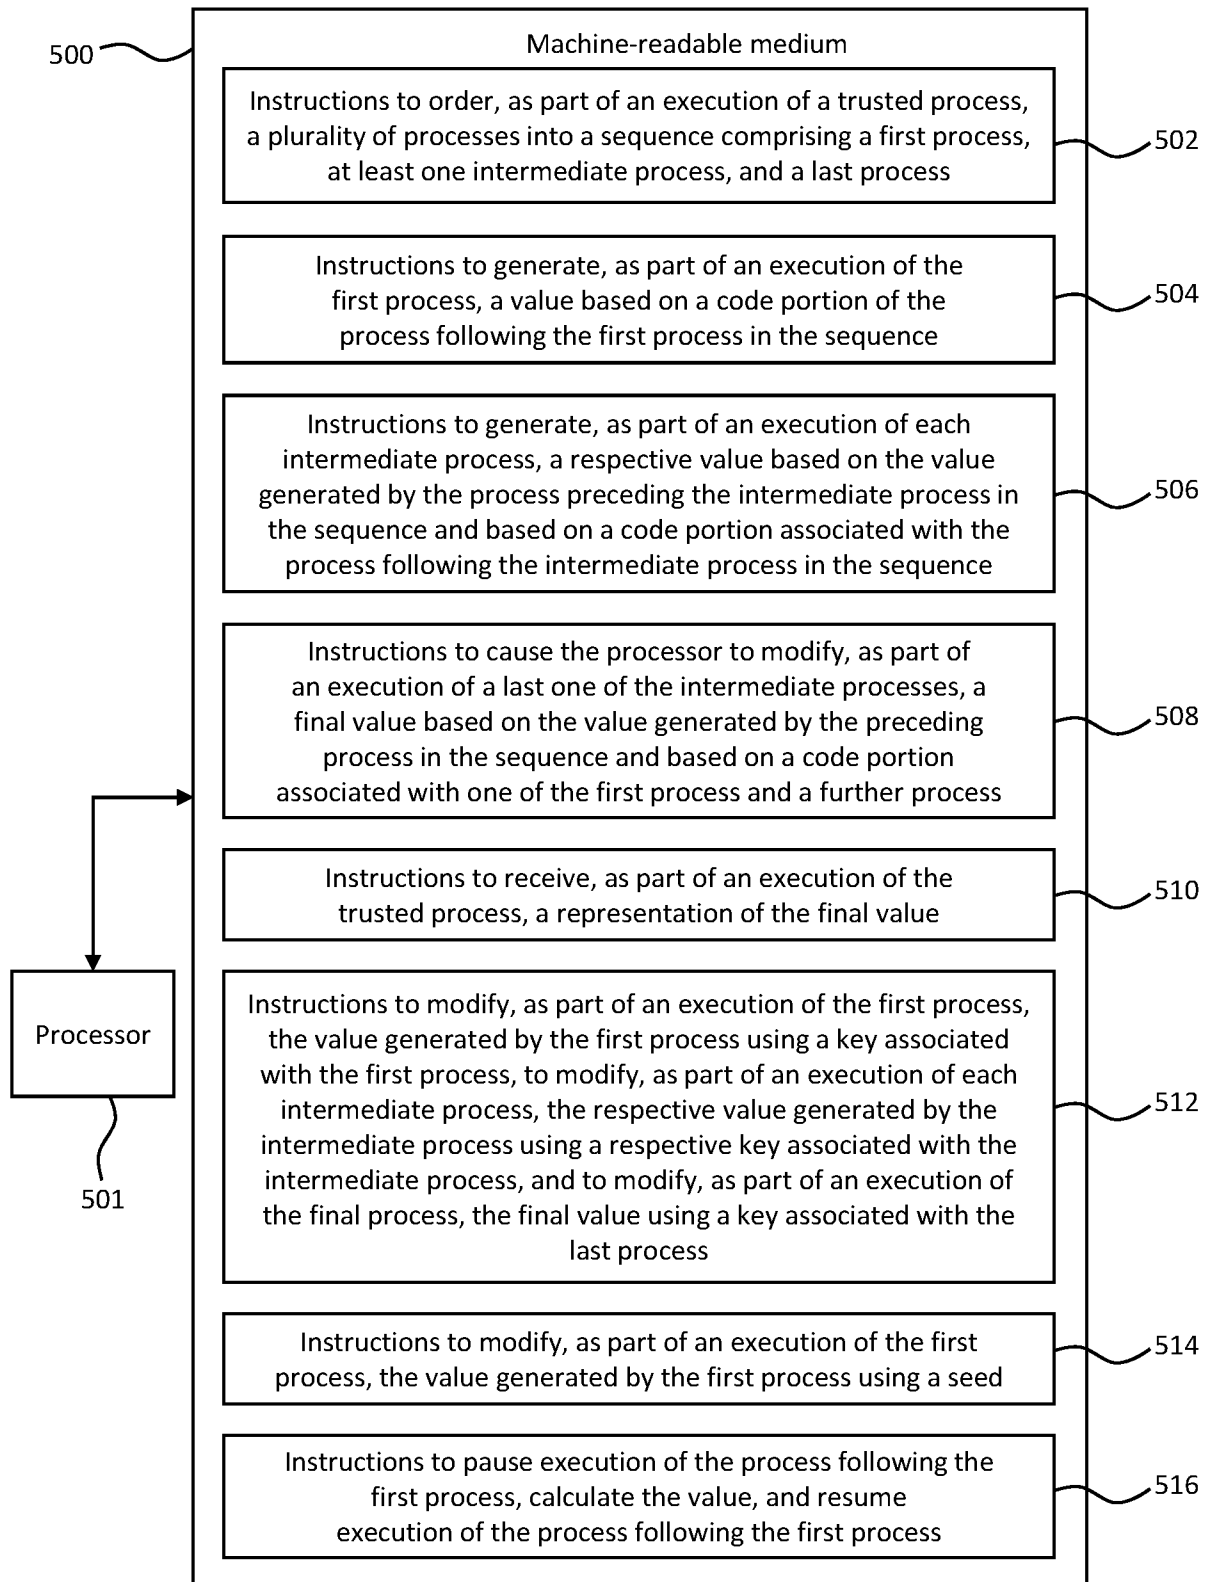 500
Machine-readable medium
Instructions to order, as part of an execution of a trusted process,
a plurality of processes into a sequence comprising a first process,
at least one intermediate process, and a last process
502
Instructions to generate, as part of an execution of the
first process, a value based on a code portion of the
process following the first process in the sequence
504
Instructions to generate, as part of an execution of each
intermediate process, a respective value based on the value
generated by the process preceding the intermediate process in
the sequence and based on a code portion associated with the
process following the intermediate process in the sequence
506
Instructions to cause the processor to modify, as part of
an execution of a last one of the intermediate processes, a
final value based on the value generated by the preceding
process in the sequence and based on a code portion
associated with one of the first process and a further process
508
Instructions to receive, as part of an execution of the
trusted process, a representation of the final value
510
Processor
501
Instructions to modify, as part of an execution of the first process,
the value generated by the first process using a key associated
with the first process, to modify, as part of an execution of each
intermediate process, the respective value generated by the
intermediate process using a respective key associated with the
intermediate process, and to modify, as part of an execution of
the final process, the final value using a key associated with the
last process
512
Instructions to modify, as part of an execution of the first
process, the value generated by the first process using a seed
514
Instructions to pause execution of the process following the
first process, calculate the value, and resume
execution of the process following the first process
516